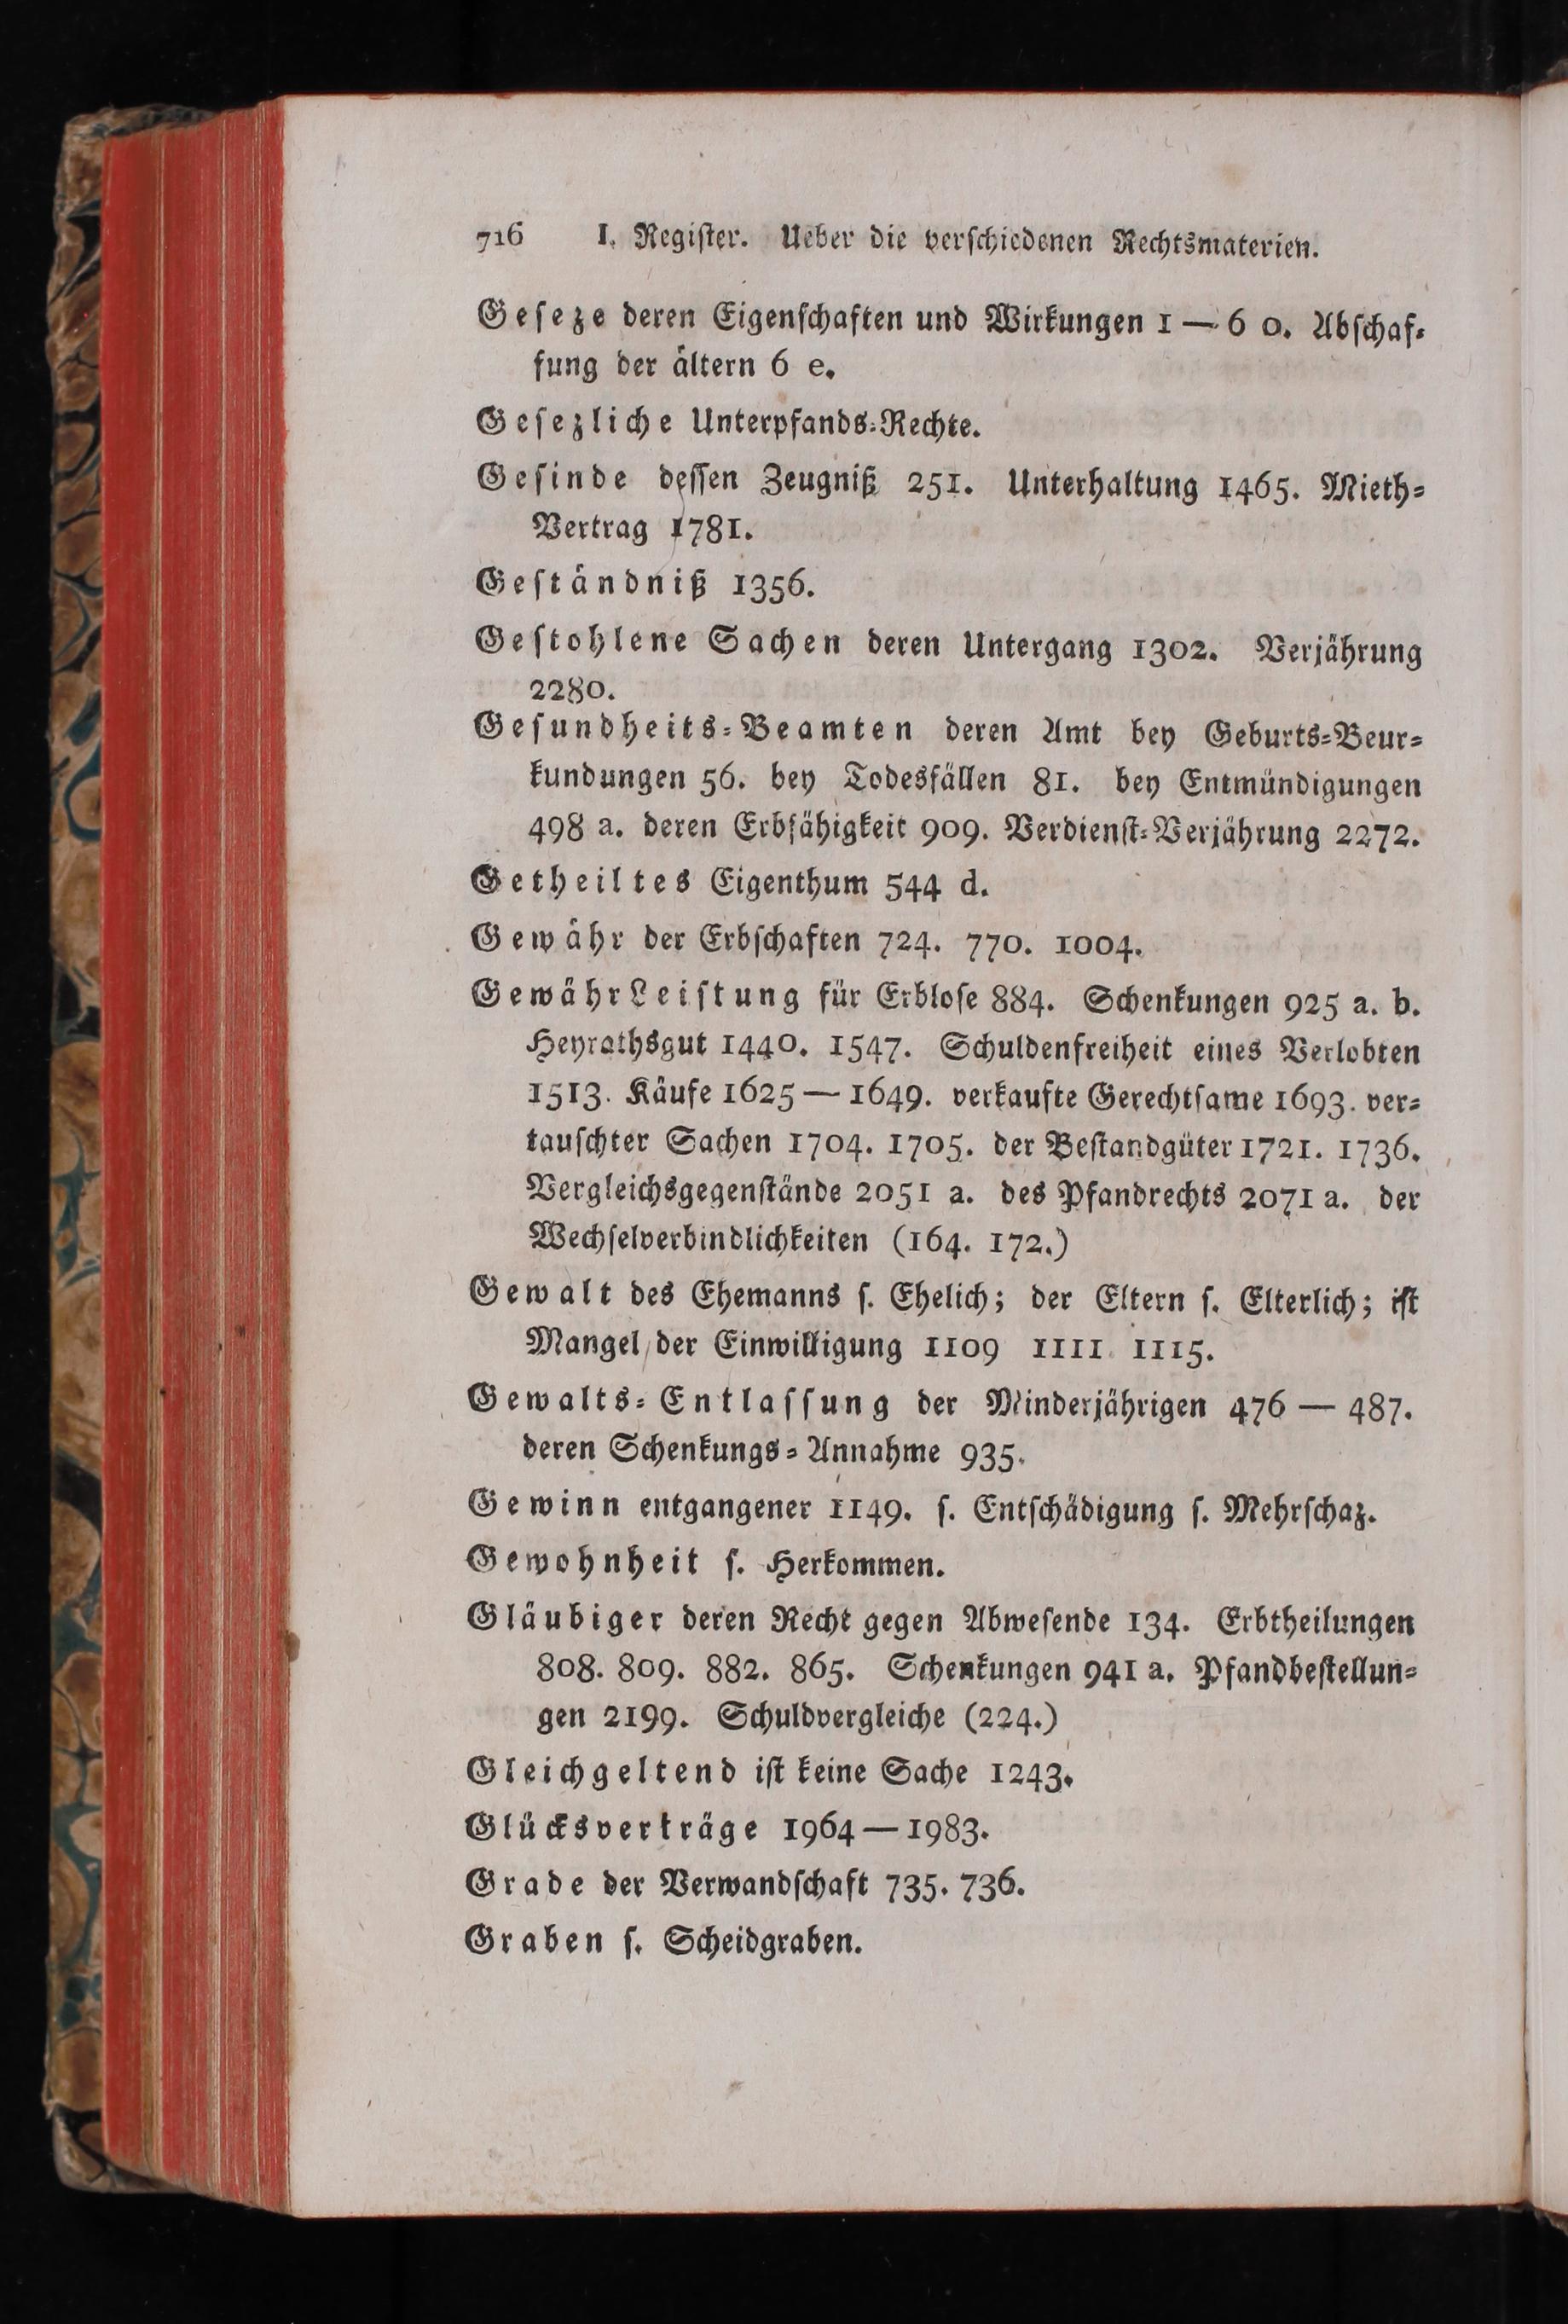 716 I. Regiſter. Ueber die verſchiedenen Rechtsmaterien.
Geſeze deren Eigenſchaften und Wirkungen 1 — 6 o. Abſchaf⸗
fung der ältern 6 e.
Geſezliche Unterpfands⸗Rechte.
Geſinde deſſen Zeugniß 251. Unterhaltung 1465. Mieth⸗
Vertrag 1781.
Geſtändniß 1356.
Geſtohlene Sachen deren Untergang 1302. Verjährung
2280.
Geſundheits⸗Beamten deren Amt bey Geburts⸗Beur⸗
kundungen 56. bey Todesfällen 81. bey Entmündigungen
498 a. deren Erbfähigkeit 909. Verdienſt⸗Verjährung 2272.
Getheiltes Eigenthum 544 d.
Gewähr der Erbſchaften 724. 770. 1004.
GewährLeiſtung für Erbloſe 884. Schenkungen 925 a. b.
Heyrathsgut 1440. 1547. Schuldenfreiheit eines Verlobten
1513. Käufe 1625 — 1649. verkaufte Gerechtſame 1693. ver⸗
tauſchter Sachen 1704. 1705. der Beſtandgüter 1721. 1736.
Vergleichsgegenſtände 2051 a. des Pfandrechts 2071 a. der
Wechſelverbindlichkeiten (164. 172.)
Gewalt des Ehemanns ſ. Ehelich; der Eltern ſ. Elterlich; iſt
Mangel der Einwilligung 1109 1111 1115.
Gewalts⸗Entlaſſung der Minderjährigen 476 — 487.
deren Schenkungs⸗Annahme 935.
Gewinn entgangener 1149. ſ. Entſchädigung ſ. Mehrſchaz.
Gewohnheit ſ. Herkommen.
Gläubiger deren Recht gegen Abweſende 134. Erbtheilungen
808. 809. 882. 865. Schenkungen 941 a. Pfandbeſtellun⸗
gen 2199. Schuldvergleiche (224.)
Gleichgeltend iſt keine Sache 1243.
Glücksverträge 1964 — 1983.
Grade der Verwandſchaft 735. 736.
Graben ſ. Scheidgraben.